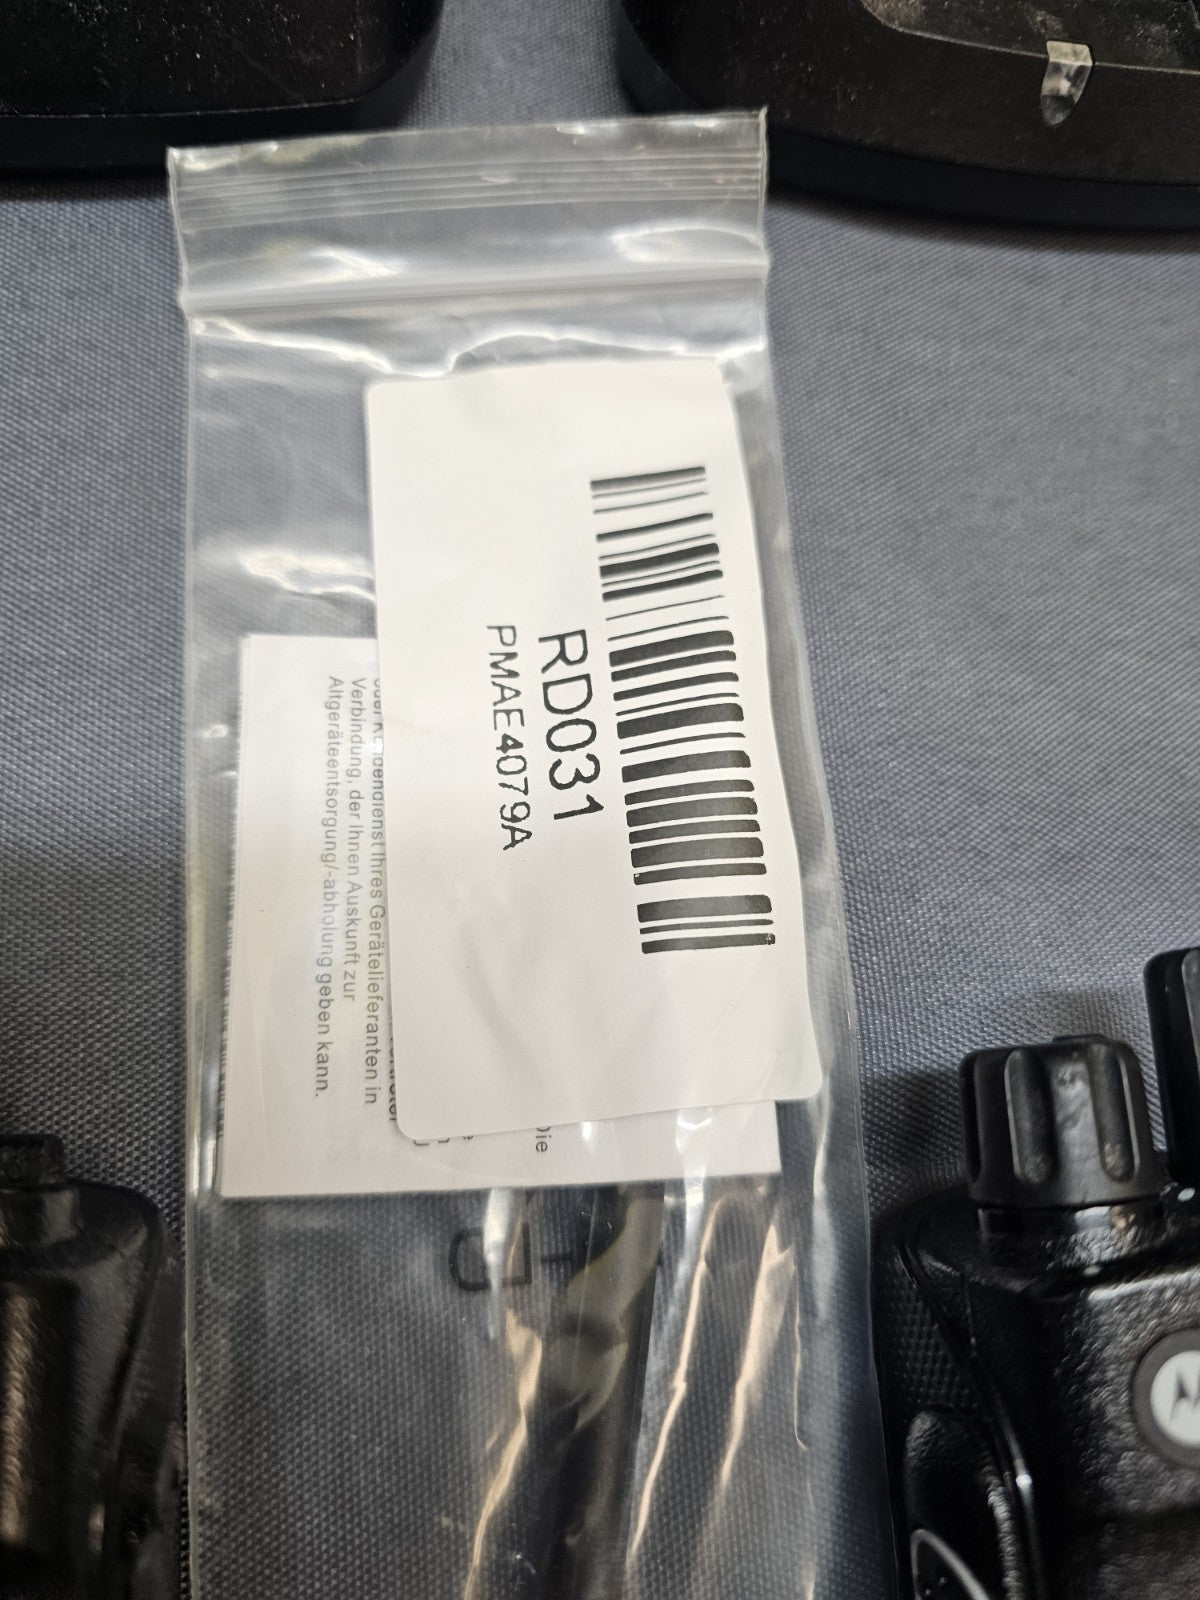 RD031
PMAE4079A
Ihres Gerätelieferanten in
Verbindung, der Ihnen Auskunft zur
Altgeräteentsorgung/-abholung geben kann.